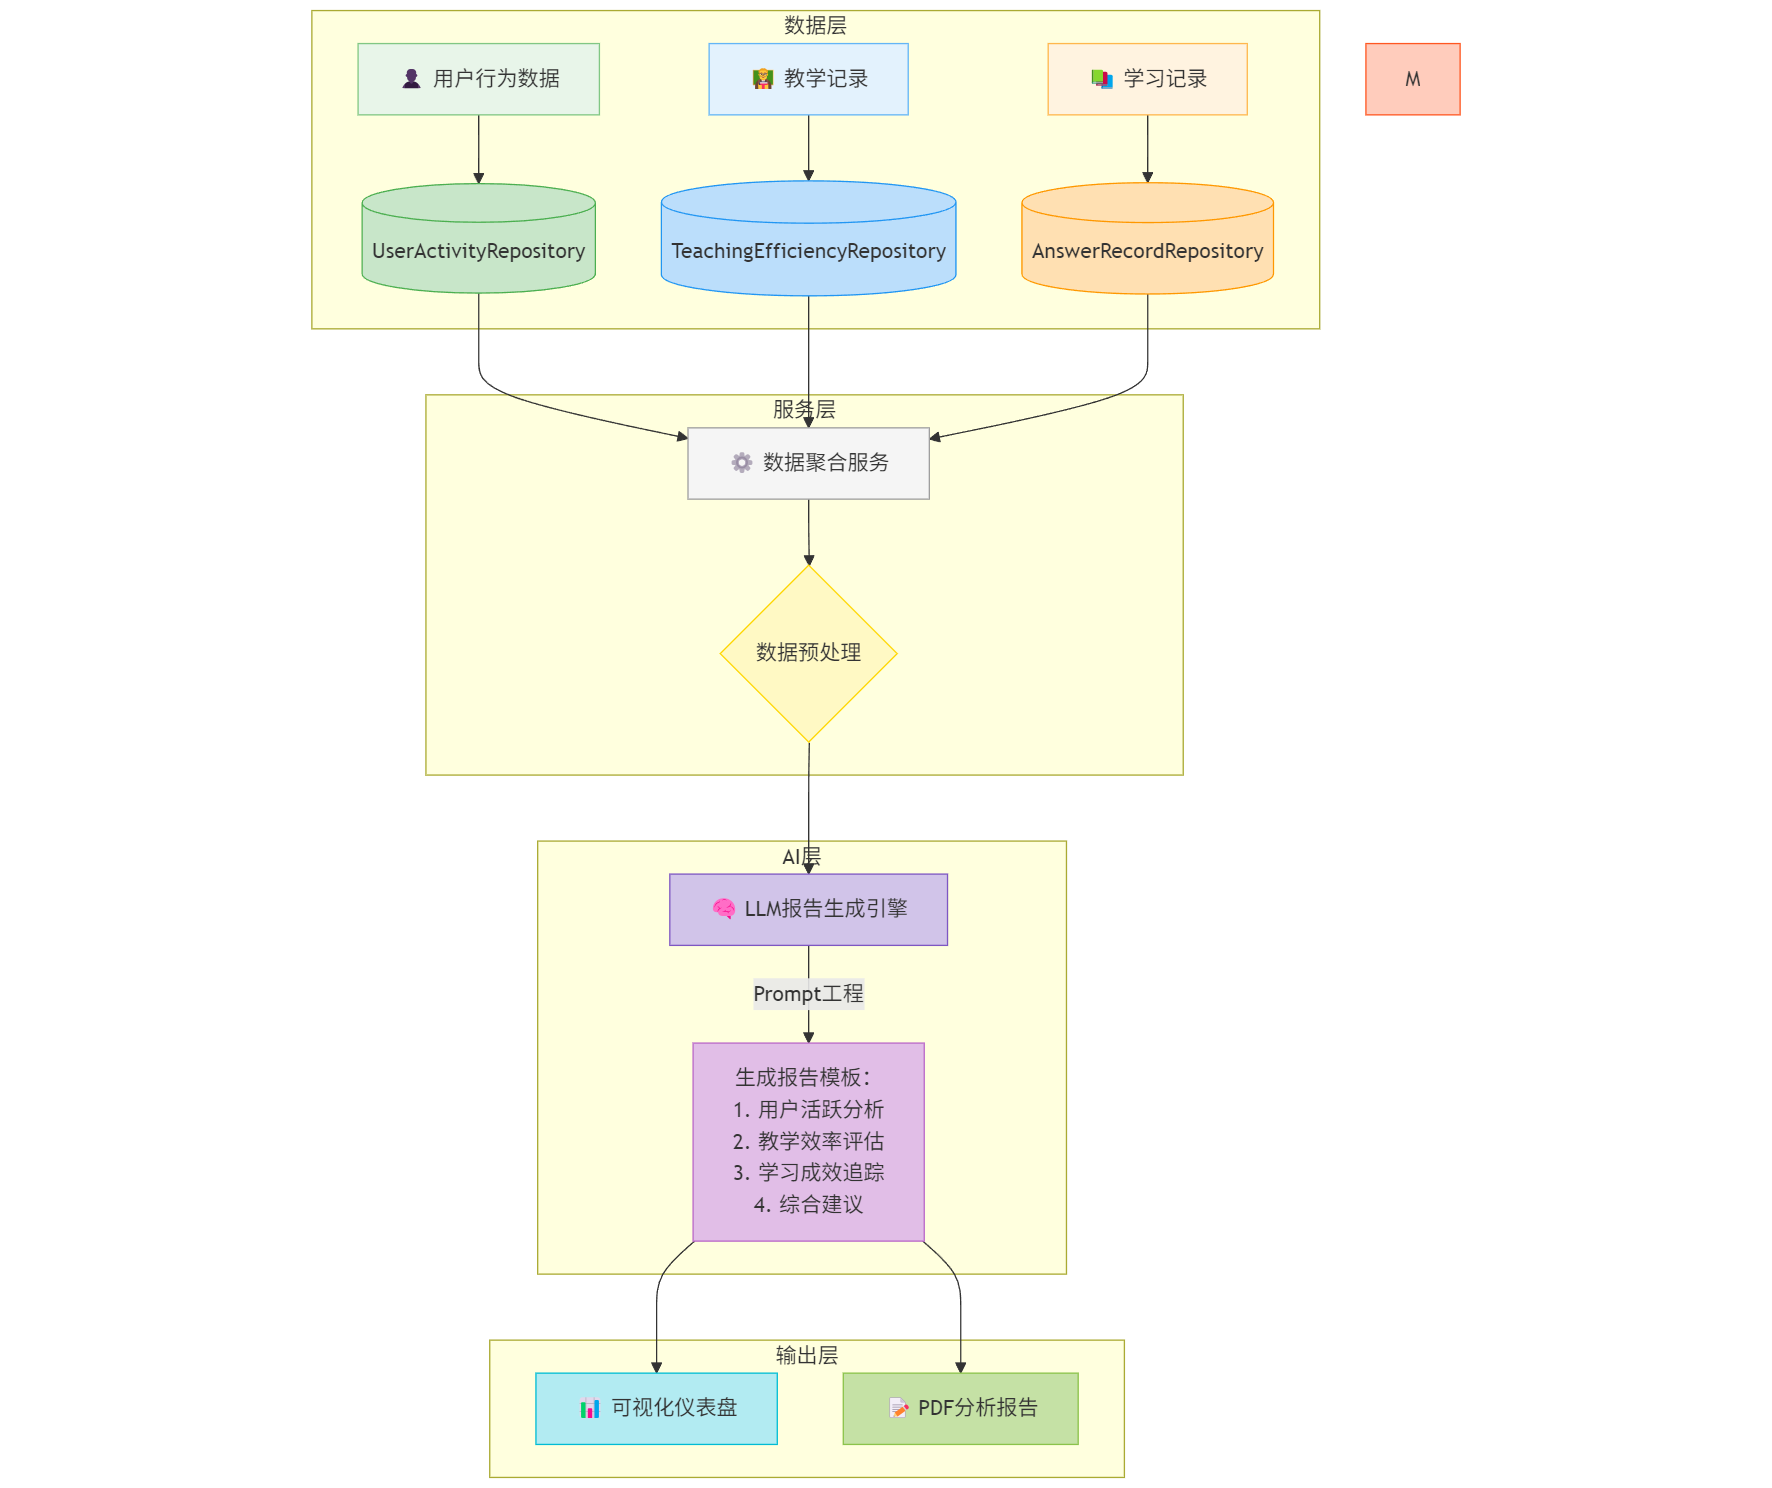 数据层
用户行为数据
教学记录
学习记录
M
UserActivityRepository
TeachingEfficiencyRepository
AnswerRecordRepository
服务层
数据聚合服务
数据预处理
AI层
LLM报告生成引擎
Prompt工程
生成报告模板：
1. 用户活跃分析
2. 教学效率评估
3. 学习成效追踪
4. 综合建议
输出层
可视化仪表盘
PDF分析报告